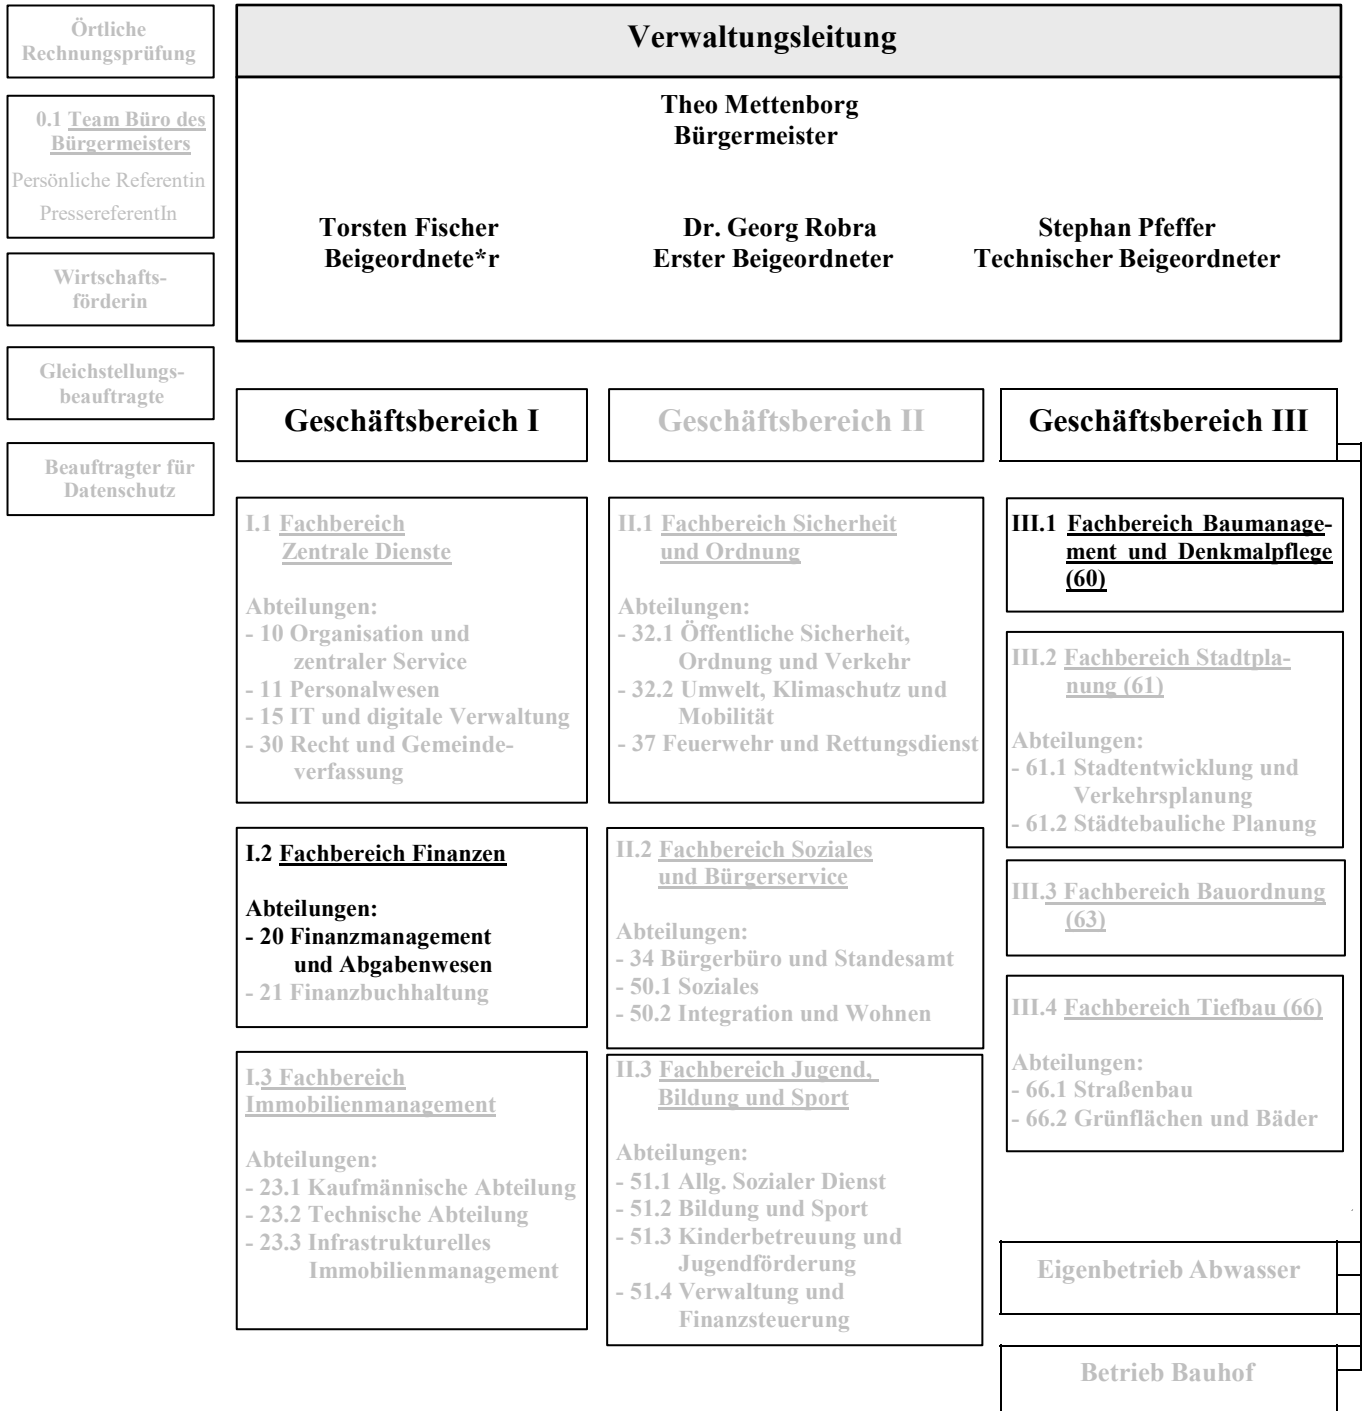 Örtliche
Rechnungsprüfung
0.1 Team Büro des
Bürgermeisters
Persönliche Referentin
PressereferentIn
Wirtschafts-
förderin
Gleichstellungs-
beauftragte
Beauftragter für
Datenschutz
Verwaltungsleitung
Theo Mettenborg
Bürgermeister
Torsten Fischer
Beigeordnete*r
Dr. Georg Robra
Erster Beigeordneter
Stephan Pfeffer
Technischer Beigeordneter
Geschäftsbereich I
I.1 Fachbereich
Zentrale Dienste
Abteilungen:
- 10 Organisation und
zentraler Service
- 11 Personalwesen
- 15 IT und digitale Verwaltung
- 30 Recht und Gemeinde-
verfassung
I.2 Fachbereich Finanzen
Abteilungen:
- 20 Finanzmanagement
und Abgabenwesen
- 21 Finanzbuchhaltung
I.3 Fachbereich
Immobilienmanagement
Abteilungen:
- 23.1 Kaufmännische Abteilung
- 23.2 Technische Abteilung
- 23.3 Infrastrukturelles
Immobilienmanagement
Geschäftsbereich II
II.1 Fachbereich Sicherheit
und Ordnung
Abteilungen:
- 32.1 Öffentliche Sicherheit,
Ordnung und Verkehr
- 32.2 Umwelt, Klimaschutz und
Mobilität
- 37 Feuerwehr und Rettungsdienst
II.2 Fachbereich Soziales
und Bürgerservice
Abteilungen:
- 34 Bürgerbüro und Standesamt
- 50.1 Soziales
- 50.2 Integration und Wohnen
II.3 Fachbereich Jugend,
Bildung und Sport
Abteilungen:
- 51.1 Allg. Sozialer Dienst
- 51.2 Bildung und Sport
- 51.3 Kinderbetreuung und
Jugendförderung
- 51.4 Verwaltung und
Finanzsteuerung
Geschäftsbereich III
III.1 Fachbereich Baumanage-
ment und Denkmalpflege
(60)
III.2 Fachbereich Stadtpla-
nung (61)
Abteilungen:
- 61.1 Stadtentwicklung und
Verkehrsplanung
- 61.2 Städtebauliche Planung
III.3 Fachbereich Bauordnung
(63)
III.4 Fachbereich Tiefbau (66)
Abteilungen:
- 66.1 Straßenbau
- 66.2 Grünflächen und Bäder
Eigenbetrieb Abwasser
Betrieb Bauhof